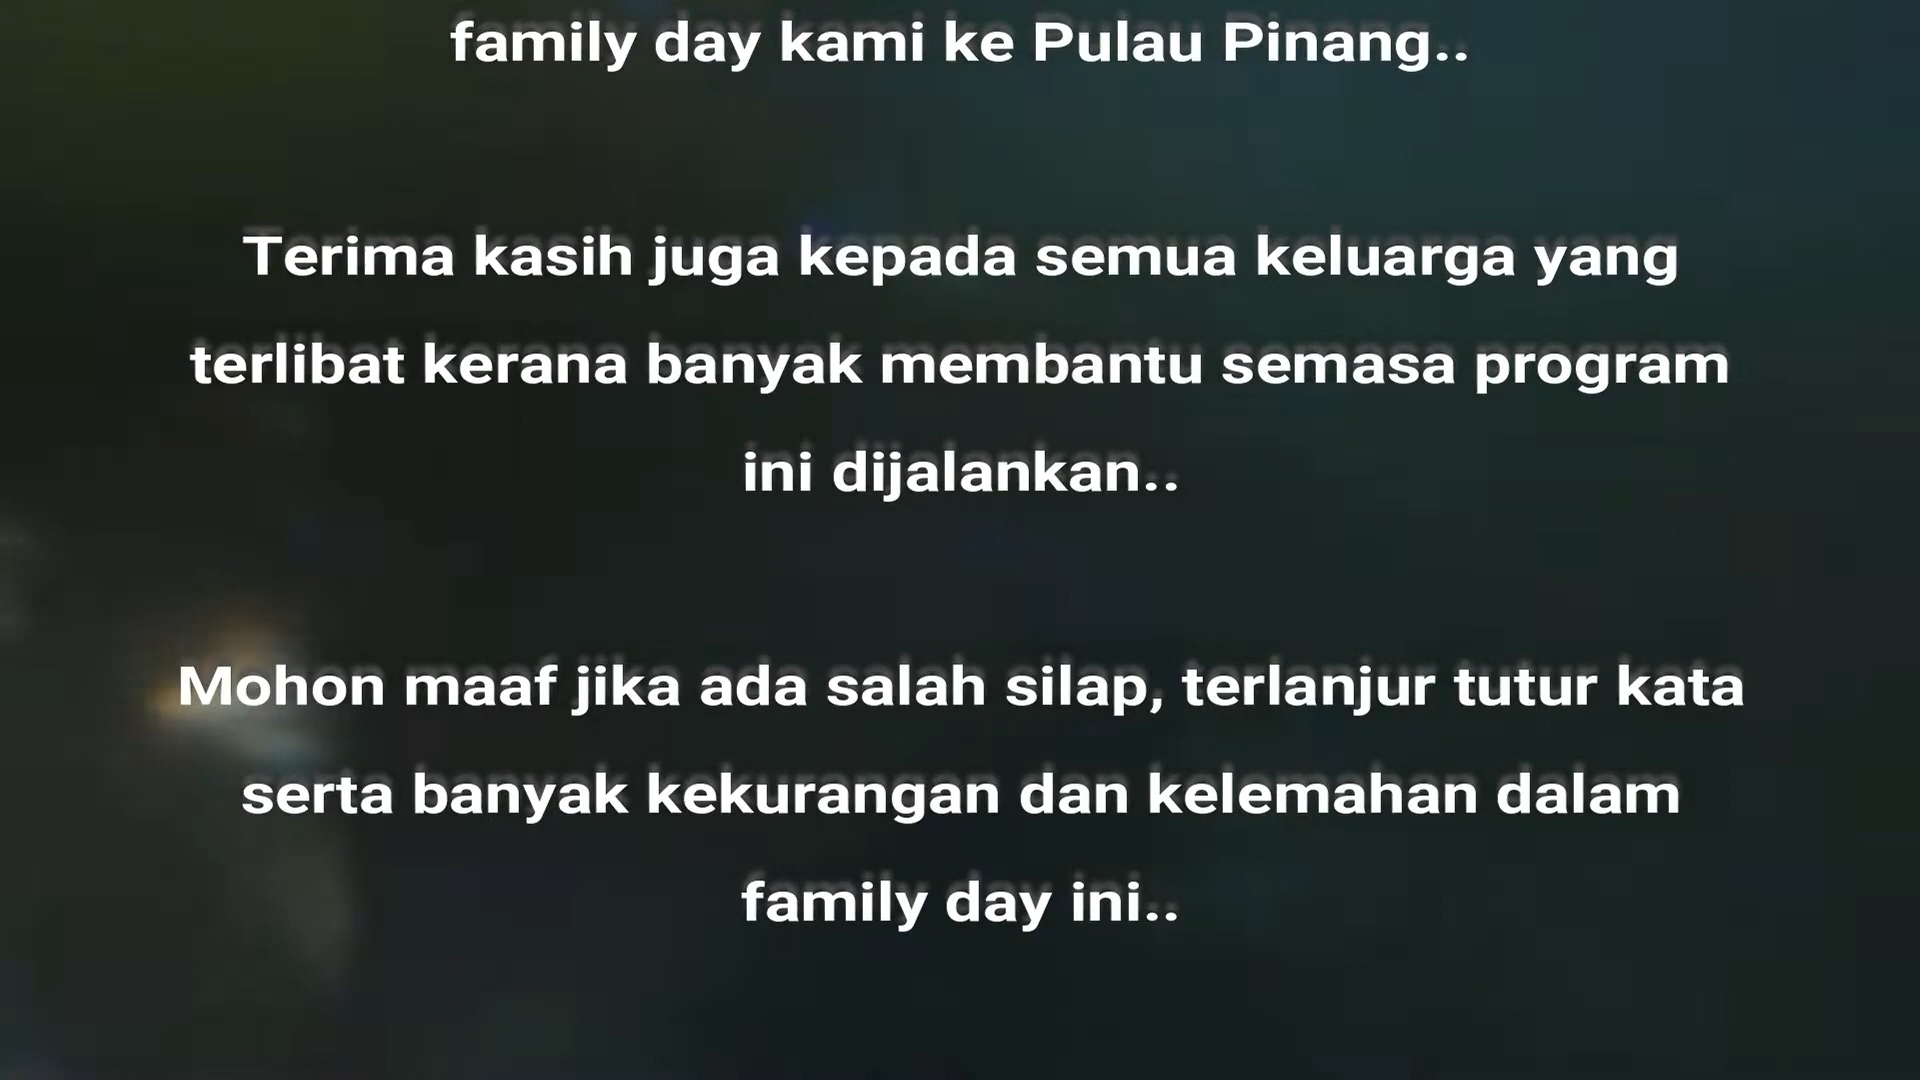 family day kami ke Pulau Pinang..
Terima kasih juga kepada semua keluarga yang
terlibat kerana banyak membantu semasa program
ini dijalankan..
Mohon maaf jika ada salah silap, terlanjur tutur kata
serta banyak kekurangan dan kelemahan dalam
family day ini..